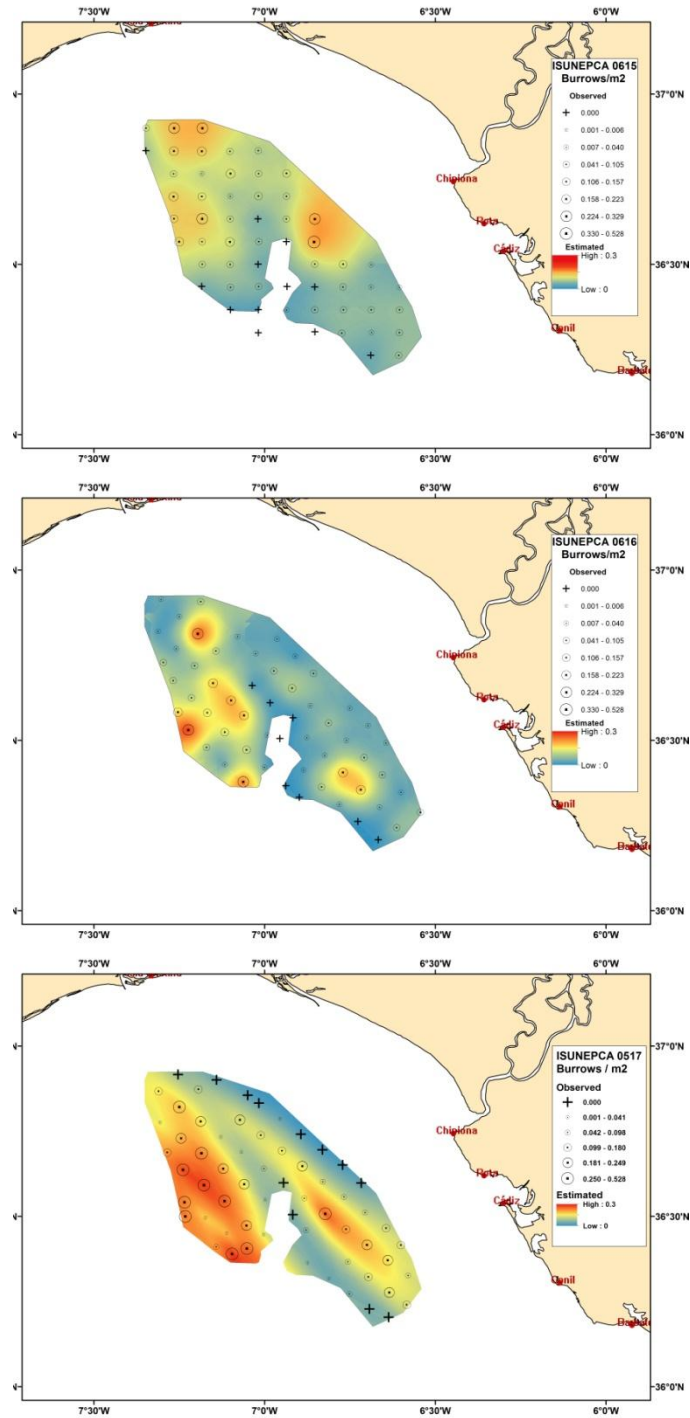 ISUNEPCA 0615
Burrows/m2
Observed
0.000
0.001 - 0.006
0.007 - 0.040
0.041 - 0.105
0.106 - 0.157
0.158 - 0.223
0.224 - 0.329
0.330 - 0.528
Estimated
High : 0.3
Low : 0
37°0'N
Chipiona
Rota
Cádiz
36°30'N
Conil
36°0'N
7°30'W
7°0'W
6°30'W
6°0'W
ISUNEPCA 0616
Burrows/m2
Observed
0.000
0.001 - 0.006
0.007 - 0.040
0.041 - 0.105
0.106 - 0.157
0.158 - 0.223
0.224 - 0.329
0.330 - 0.528
Estimated
High : 0.3
Low : 0
37°0'N
Chipiona
Rota
Cádiz
36°30'N
Conil
36°0'N
7°30'W
7°0'W
6°30'W
6°0'W
ISUNEPCA 0517
Burrows / m2
Observed
0.000
0.001 - 0.041
0.042 - 0.098
0.099 - 0.180
0.181 - 0.249
0.250 - 0.528
Estimated
High : 0.3
Low : 0
37°0'N
Chipiona
Rota
Cádiz
36°30'N
Conil
36°0'N
7°30'W
7°0'W
6°30'W
6°0'W